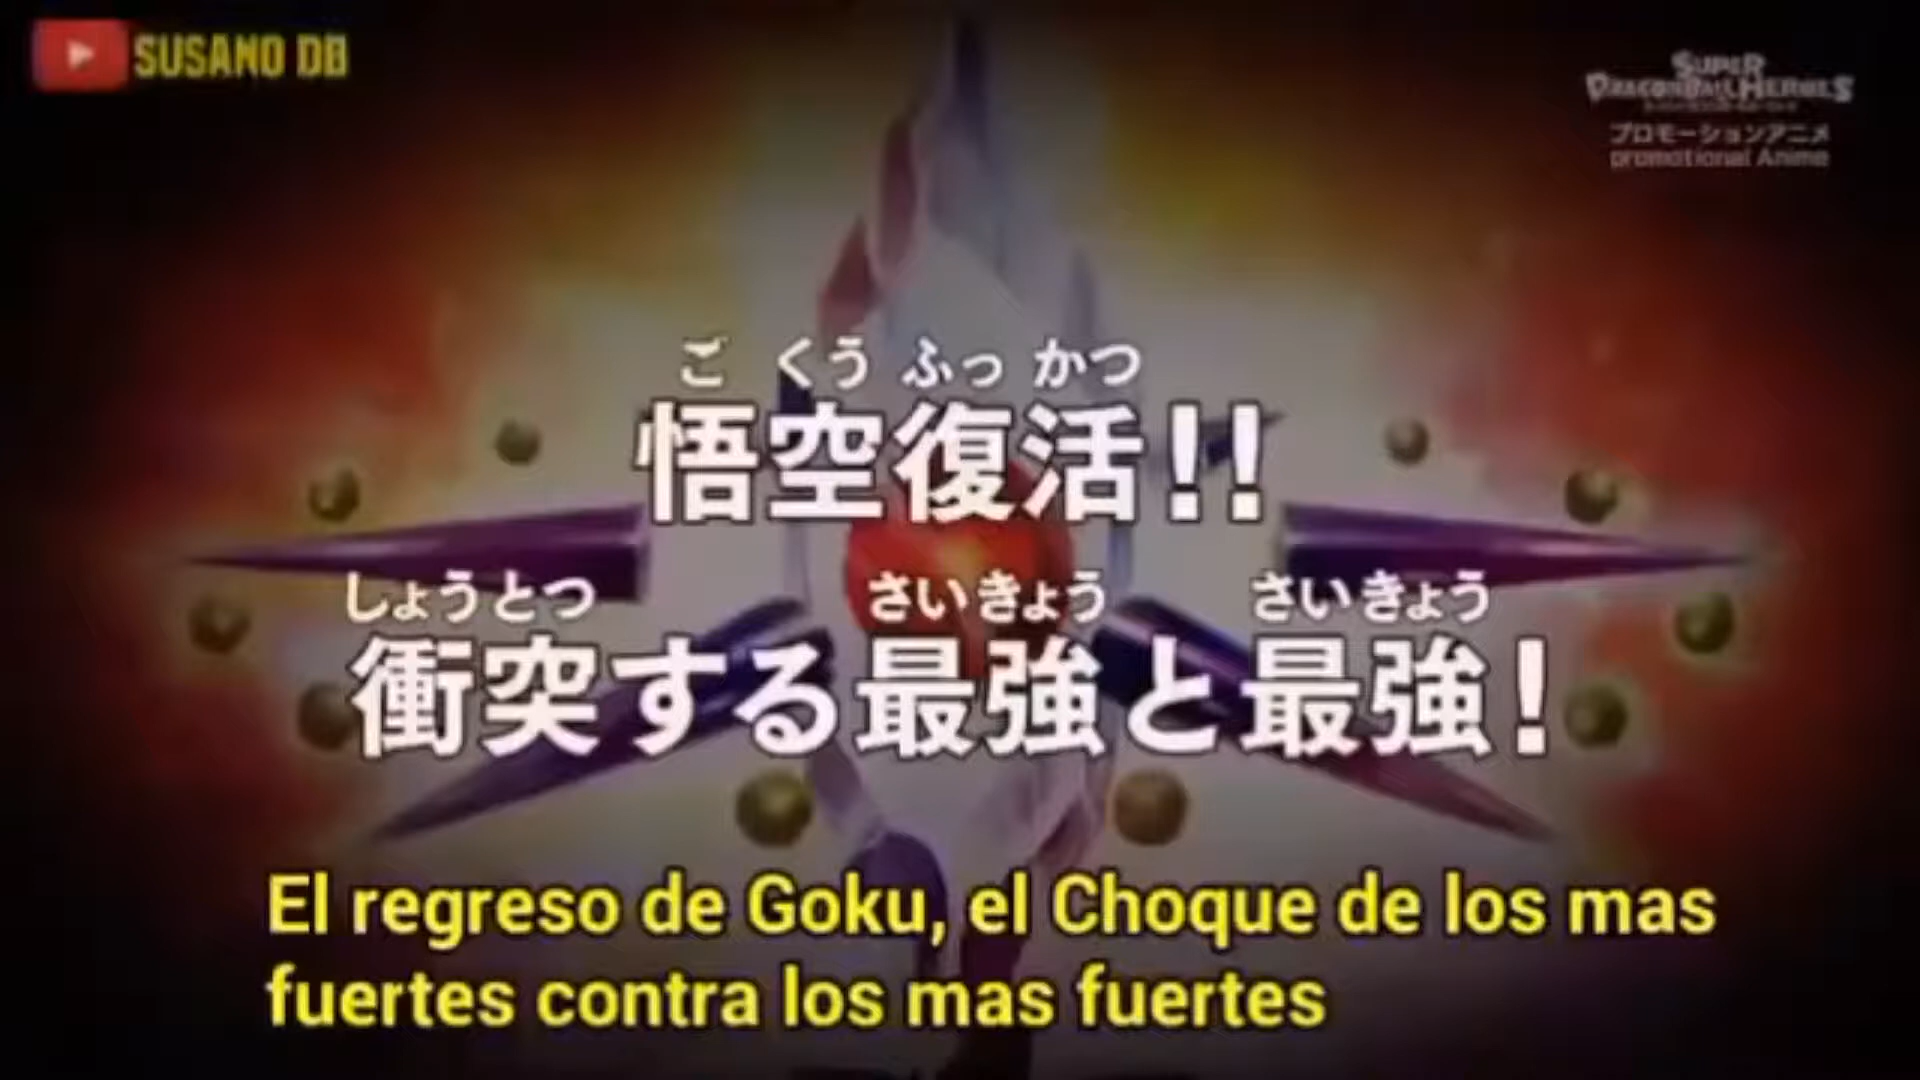 SUSANO DB
SUPER
DRAGONBALL HEROES
プロモーションアニメ
promotional Anime
ご くう ふっ かつ
悟空復活!!
しょうとつ さいきょう さいきょう
衝突する最強と最強!
El regreso de Goku, el Choque de los mas
fuertes contra los mas fuertes